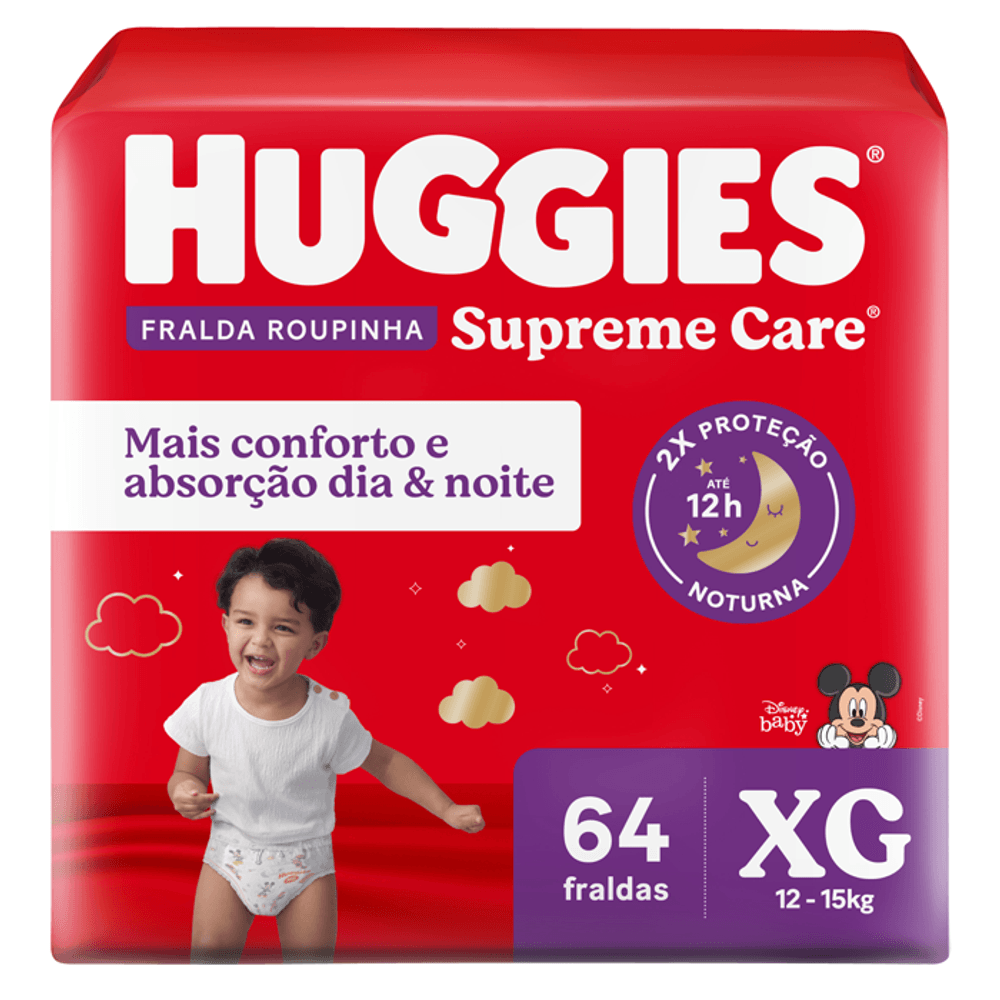 HUGGIES®
FRALDA ROUPINHA
Supreme Care®
Mais conforto e
absorção dia & noite
2X PROTEÇÃO
ATÉ
12h
NOTURNA
Disney
baby
©Disney
64
fraldas
XG
12 - 15kg